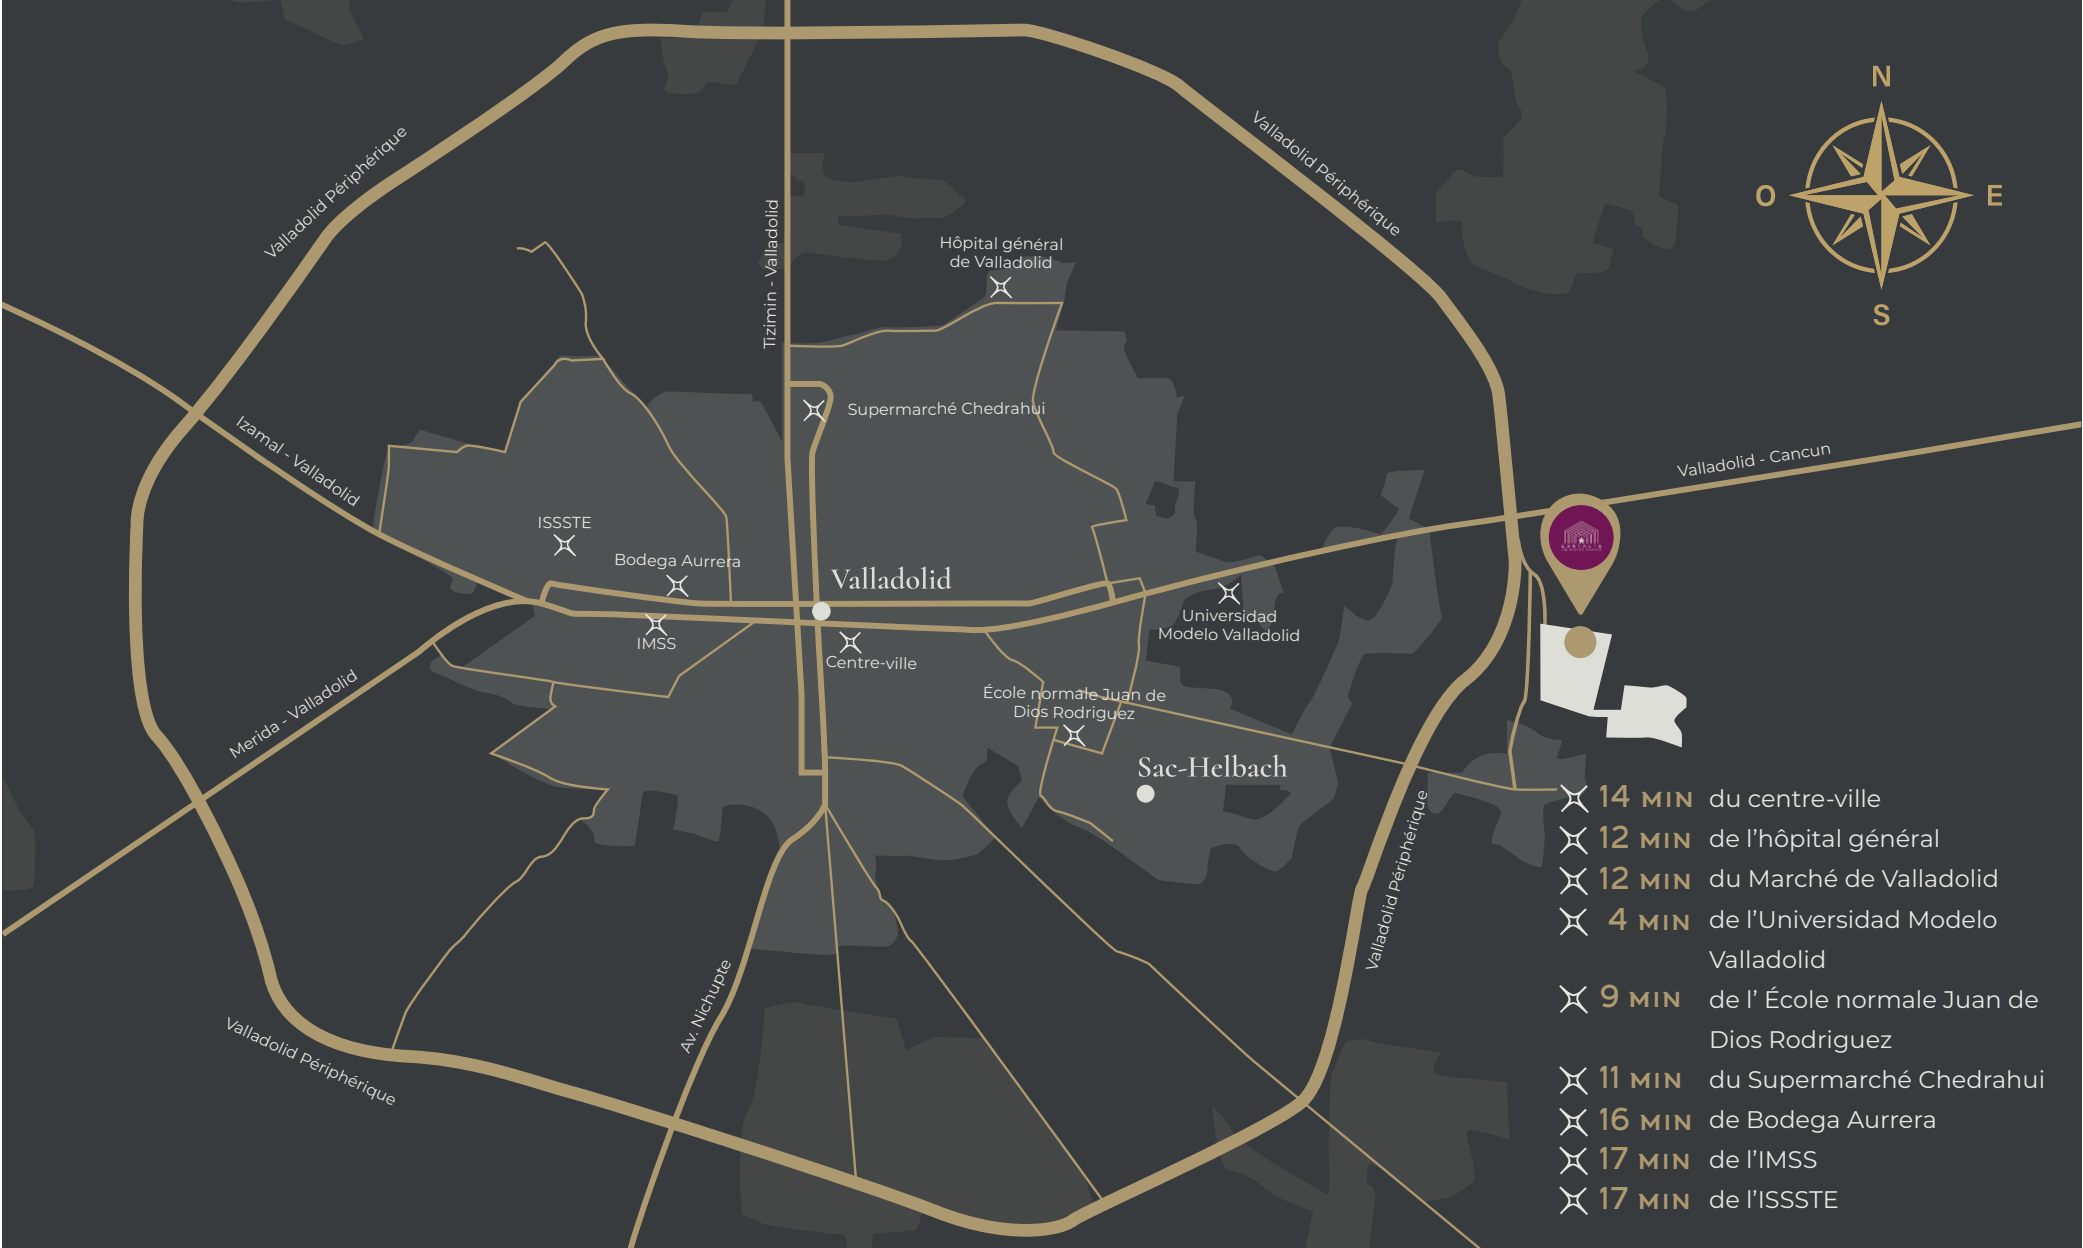 N
O
E
S
Valladolid Périphérique
Valladolid Périphérique
Tizimin - Valladolid
Hôpital général
de Valladolid
Supermarché Chedrahui
Izamal - Valladolid
Valladolid - Cancun
ISSSTE
Bodega Aurrera
Valladolid
Universidad
Modelo Valladolid
IMSS
Centre-ville
Merida - Valladolid
École normale Juan de
Dios Rodriguez
Sac-Helbach
Valladolid Périphérique
Av. Nichupte
Valladolid Périphérique
14 MIN du centre-ville
12 MIN de l'hôpital général
12 MIN du Marché de Valladolid
4 MIN de l'Universidad Modelo
Valladolid
9 MIN de l' École normale Juan de
Dios Rodriguez
11 MIN du Supermarché Chedrahui
16 MIN de Bodega Aurrera
17 MIN de l'IMSS
17 MIN de l'ISSSTE